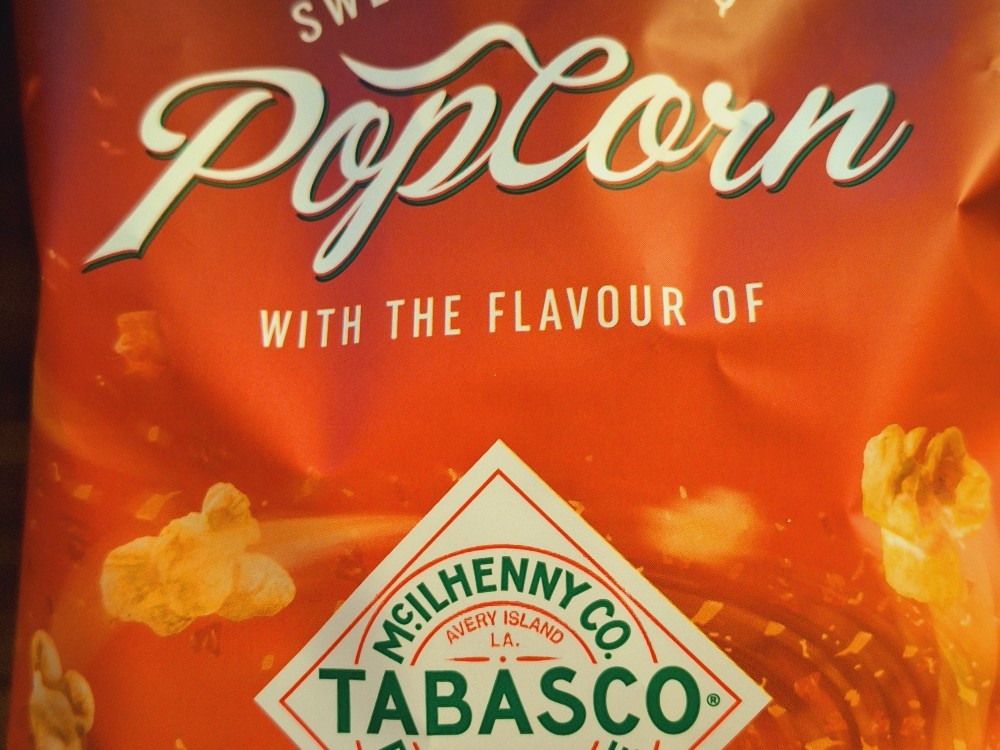 PopCorn
WITH THE FLAVOUR OF
McILHENNY CO.
AVERY ISLAND
LA.
TABASCO®